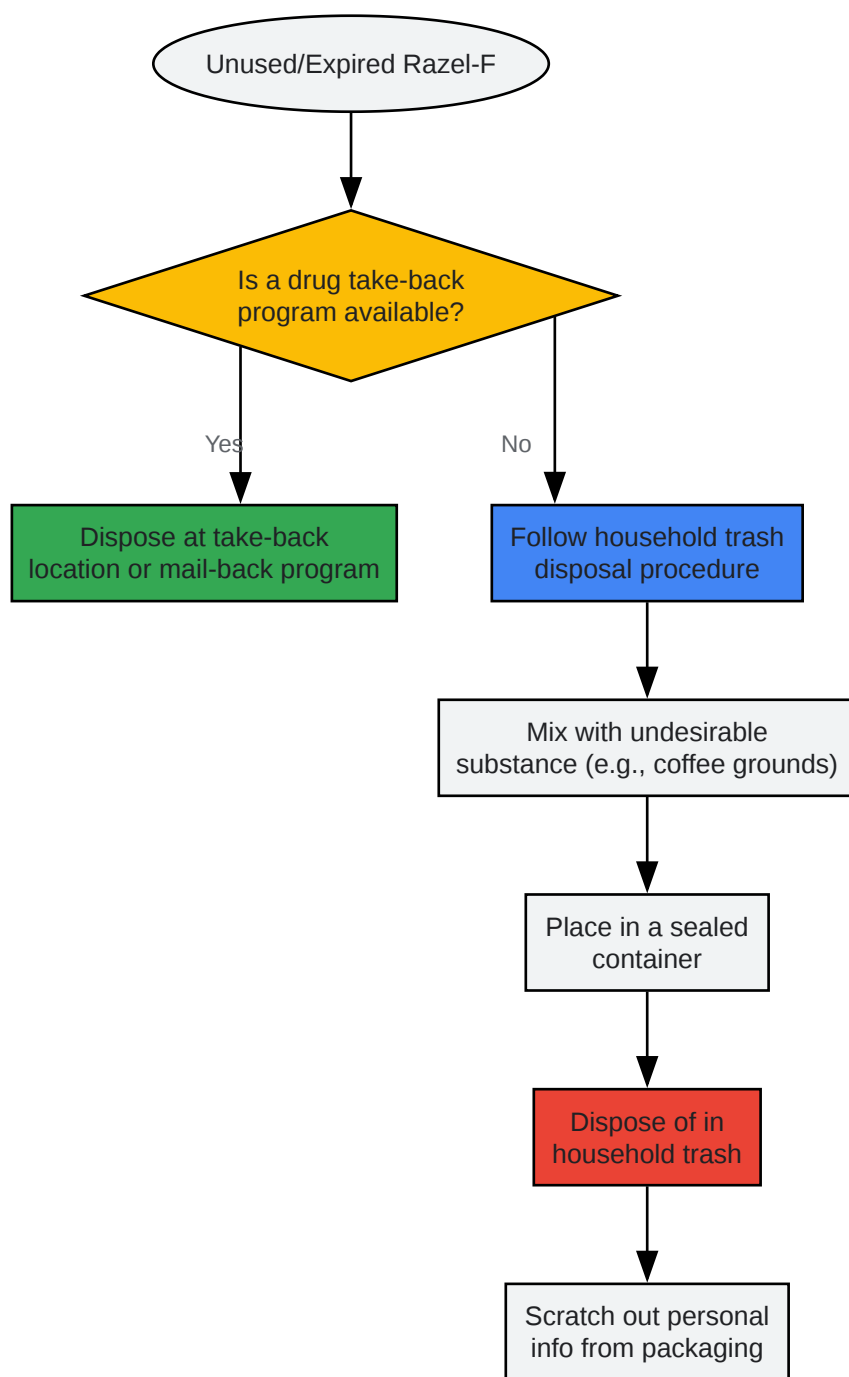 Unused/Expired Razel-F
Is a drug take-back
program available?
Yes
No
Dispose at take-back
location or mail-back program
Follow household trash
disposal procedure
Mix with undesirable
substance (e.g., coffee grounds)
Place in a sealed
container
Dispose of in
household trash
Scratch out personal
info from packaging